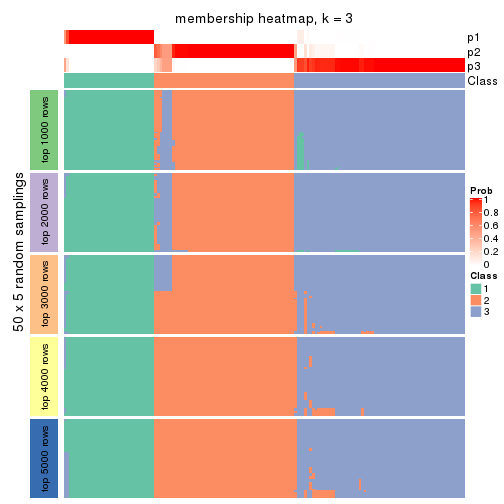 membership heatmap, k = 3
p1
p2
p3
Class
50 x 5 random samplings
top 1000 rows
top 2000 rows
top 3000 rows
top 4000 rows
top 5000 rows
Prob
1
0.8
0.6
0.4
0.2
0
Class
1
2
3